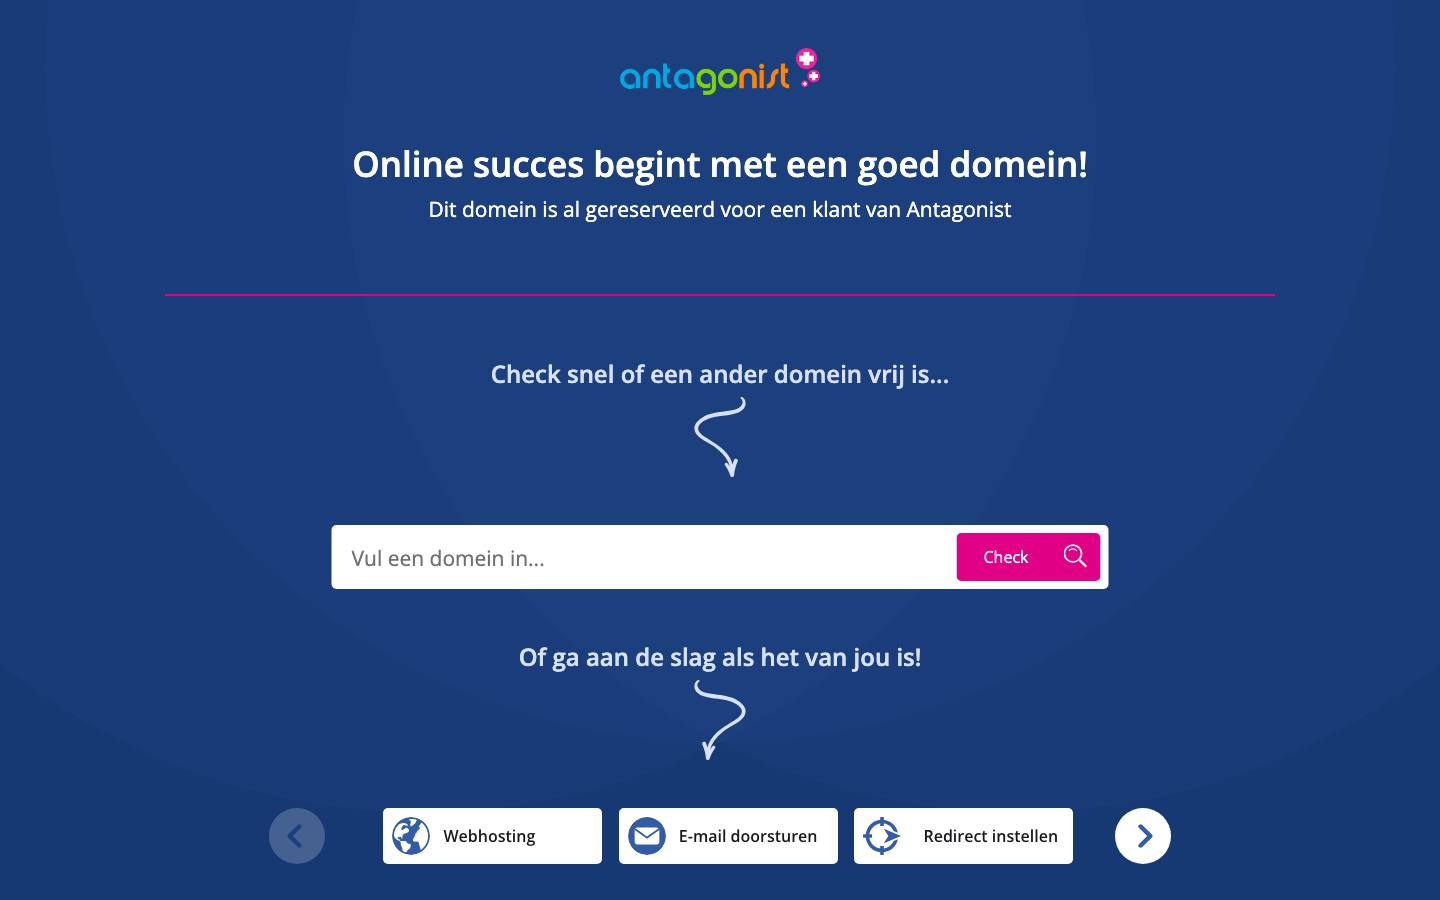 antagonist
Online succes begint met een goed domein!
Dit domein is al gereserveerd voor een klant van Antagonist
Check snel of een ander domein vrij is...
Vul een domein in...
Check
Of ga aan de slag als het van jou is!
Webhosting
E-mail doorsturen
Redirect instellen